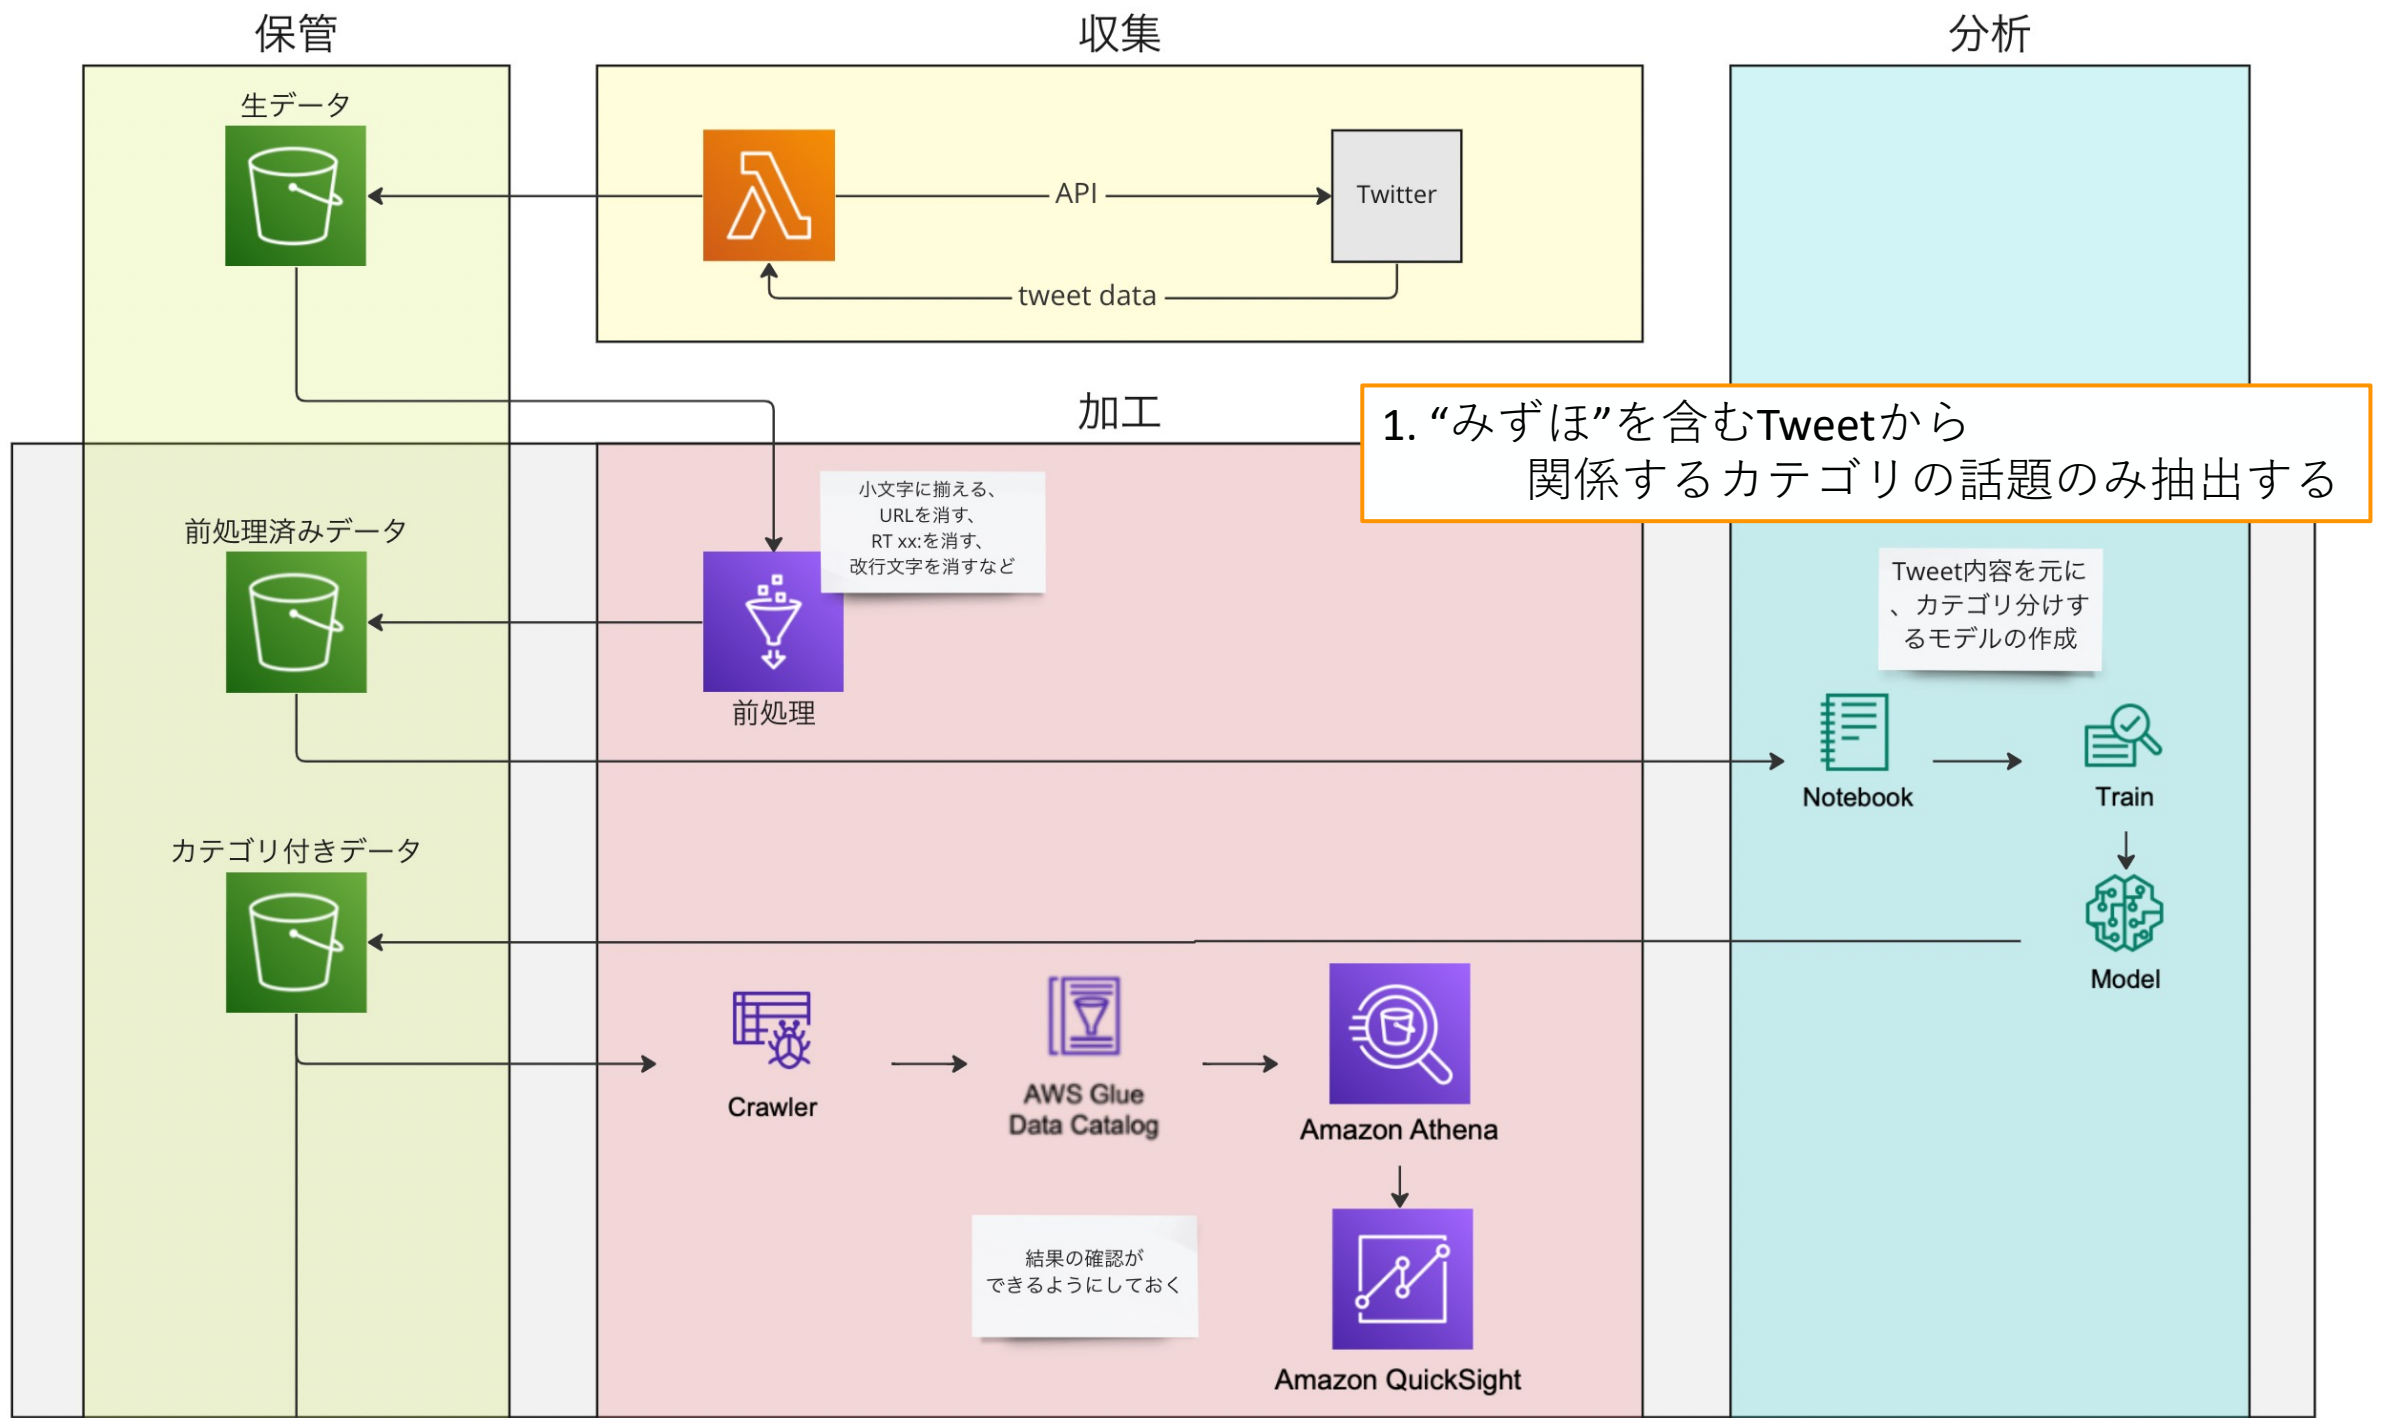 保管
収集
分析
生データ
API
Twitter
tweet data
加工
1. “みずほ”を含むTweetから
関係するカテゴリの話題のみ抽出する
小文字に揃える、
URLを消す、
RT xx:を消す、
改行文字を消すなど
前処理済みデータ
前処理
Tweet内容を元に
、カテゴリ分けす
るモデルの作成
Notebook
Train
カテゴリ付きデータ
Model
Crawler
AWS Glue
Data Catalog
Amazon Athena
結果の確認が
できるようにしておく
Amazon QuickSight